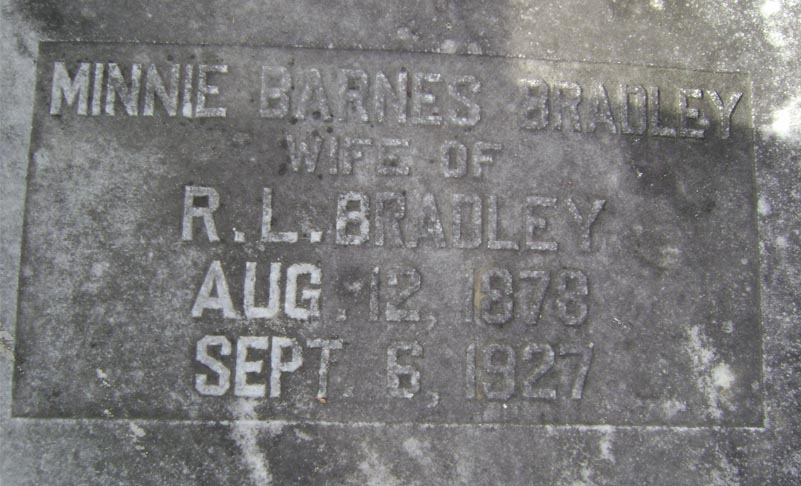 MINNIE BARNES BRADLEY
WIFE OF
R. L. BRADLEY
AUG. 12, 1878
SEPT. 6, 1927